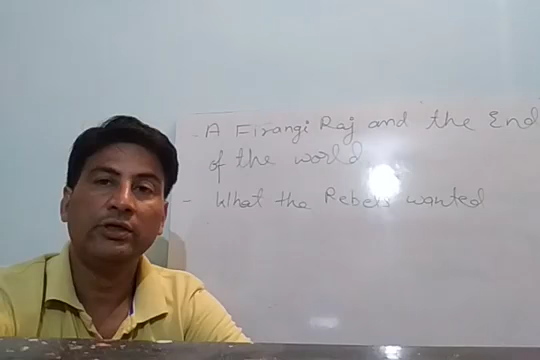 - A Firangi Raj and the End
of the world
- What the Rebels wanted